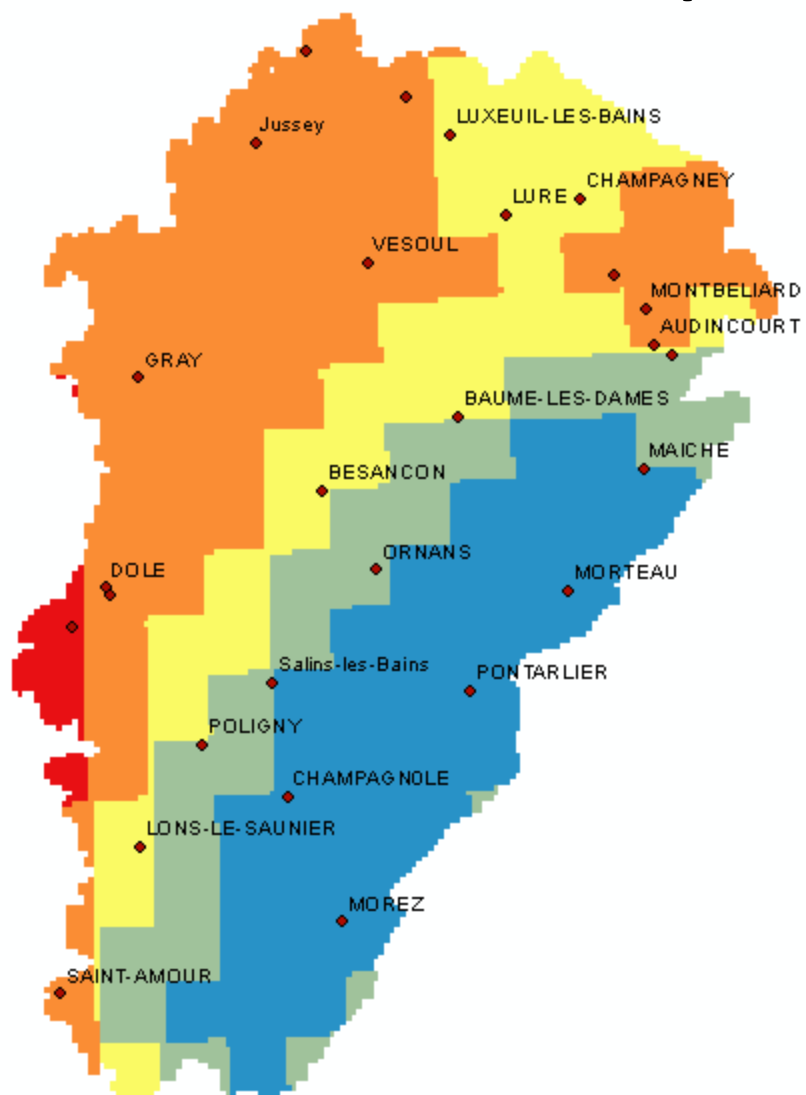 LUXEUIL-LES-BAINS
Jussey
CHAMPAGNEY
LURE
VESOUL
MONTBELIARD
AUDINCOURT
GRAY
BAUME-LES-DAMES
MAICHE
BESANCON
ORNANS
DOLE
MORTEAU
Salins-les-Bains
PONTARLIER
POLIGNY
CHAMPAGNOLE
LONS-LE-SAUNIER
MOREZ
SAINT-AMOUR